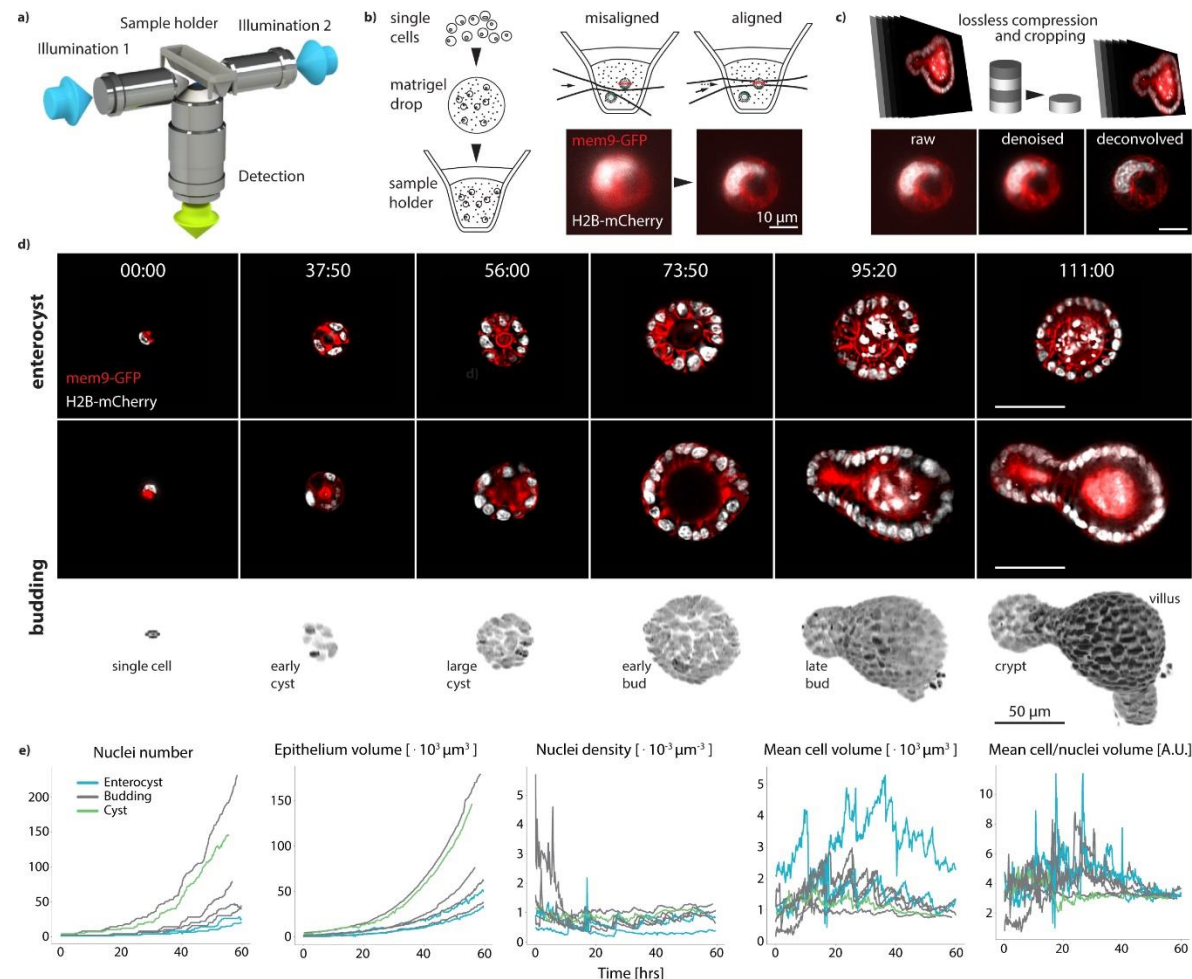 a)
Sample holder
Illumination 1
Illumination 2
Detection
b)
single
cells
matrigel
drop
sample
holder
misaligned
aligned
mem9-GFP
H2B-mCherry
10 µm
c)
lossless compression
and cropping
raw
denoised
deconvolved
d)
enterocyst
00:00
37:50
56:00
73:50
95:20
111:00
mem9-GFP
H2B-mCherry
d)
budding
single cell
early
cyst
large
cyst
early
bud
late
bud
crypt
villus
50 µm
e)
Nuclei number
Enterocyst
Budding
Cyst
200
150
100
50
0
0 20 40 60
Epithelium volume [ · 10³ µm³ ]
150
100
50
0
0 20 40 60
Nuclei density [ · 10⁻³ µm⁻³ ]
5
4
3
2
1
0
0 20 40 60
Mean cell volume [ · 10³ µm³ ]
5
4
3
2
1
0
0 20 40 60
Mean cell/nuclei volume [A.U.]
10
8
6
4
2
0 20 40 60
Time [hrs]